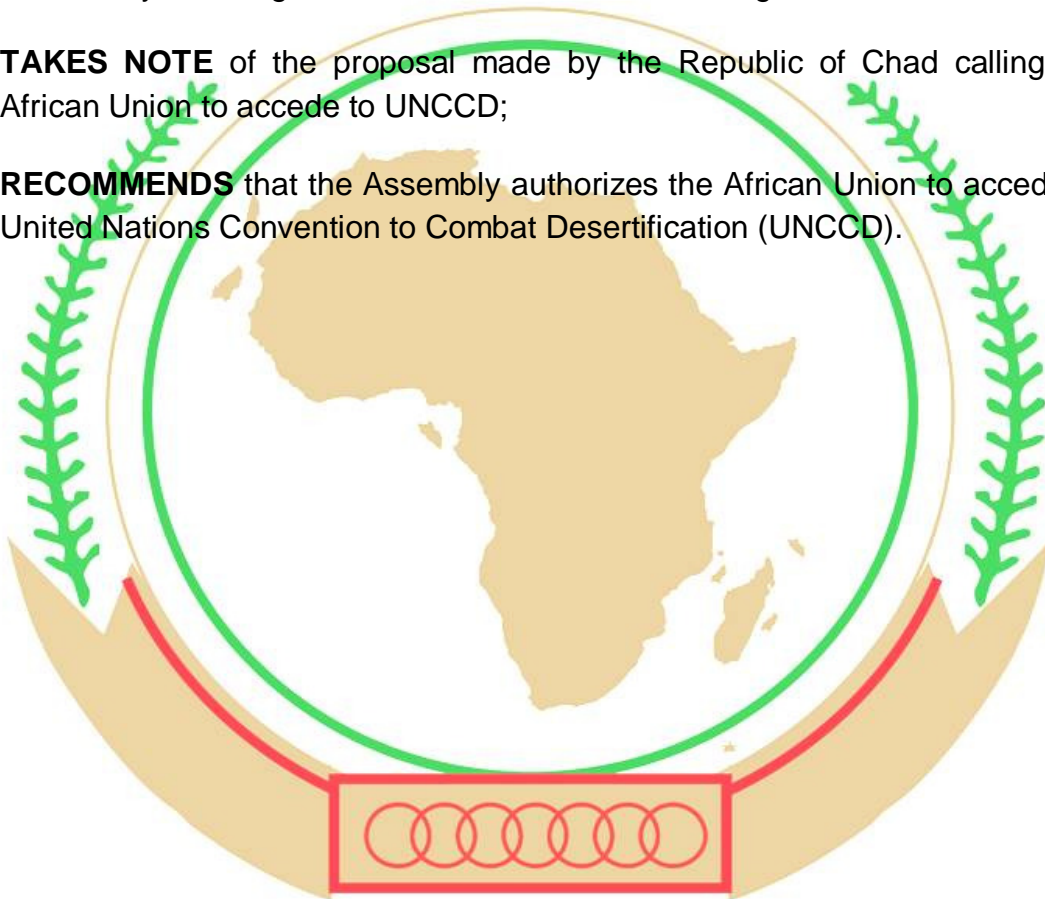 TAKES NOTE of the proposal made by the Republic of Chad calling
African Union to accede to UNCCD;
RECOMMENDS that the Assembly authorizes the African Union to acced
United Nations Convention to Combat Desertification (UNCCD).